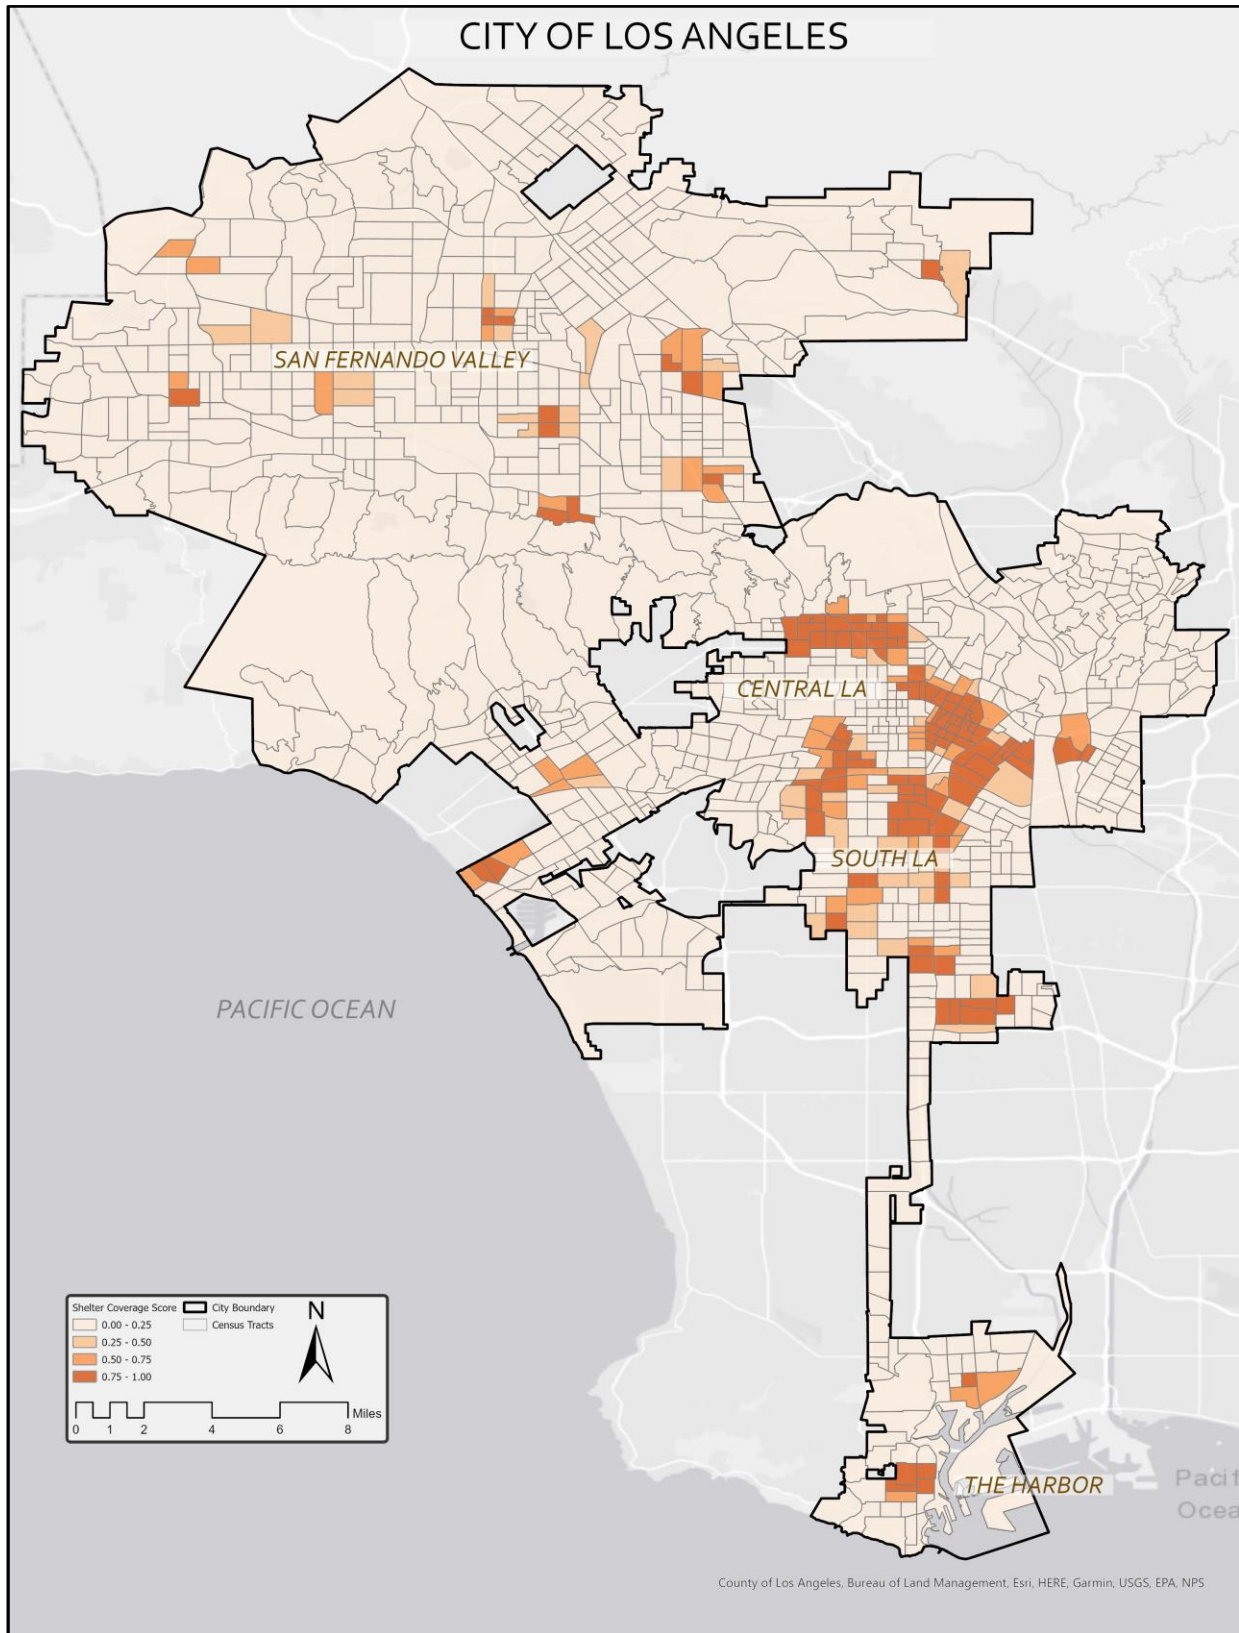 CITY OF LOS ANGELES
SAN FERNANDO VALLEY
CENTRAL LA
SOUTH LA
PACIFIC OCEAN
Shelter Coverage Score
0.00 - 0.25
0.25 - 0.50
0.50 - 0.75
0.75 - 1.00
City Boundary
Census Tracts
N
Miles
0 1 2 4 6 8
THE HARBOR
Pacif
Ocea
County of Los Angeles, Bureau of Land Management, Esri, HERE, Garmin, USGS, EPA, NPS